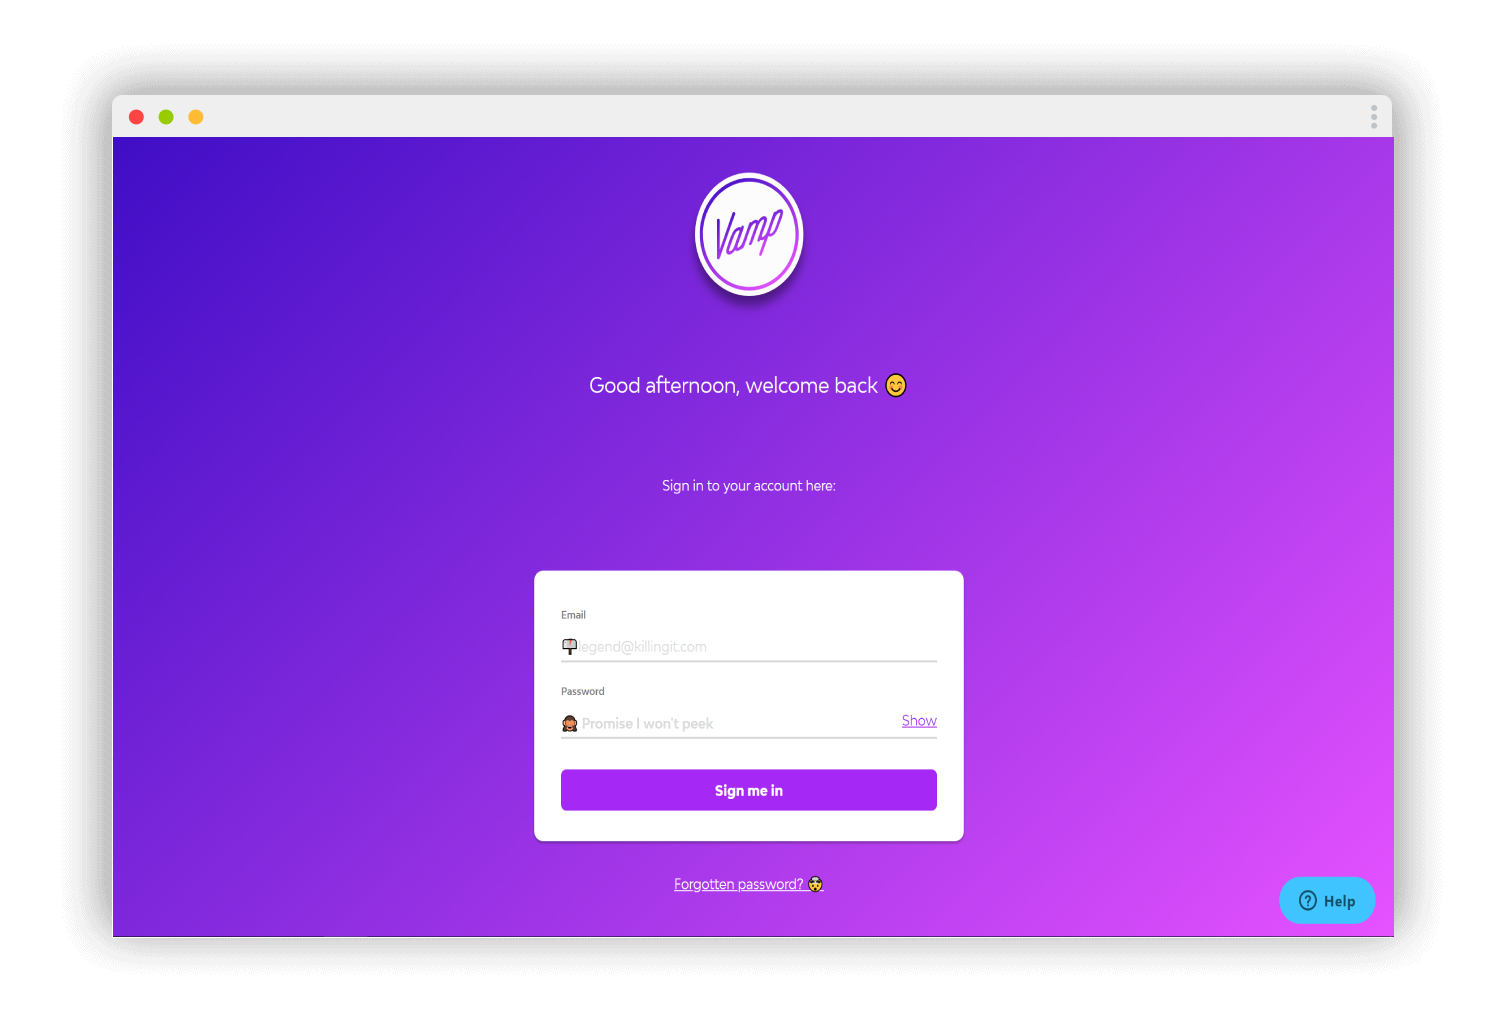 Vamp
Good afternoon, welcome back 😊
Sign in to your account here:
Email
legend@killingit.com
Password
Promise I won't peek
Show
Sign me in
Forgotten password? 😯
Help